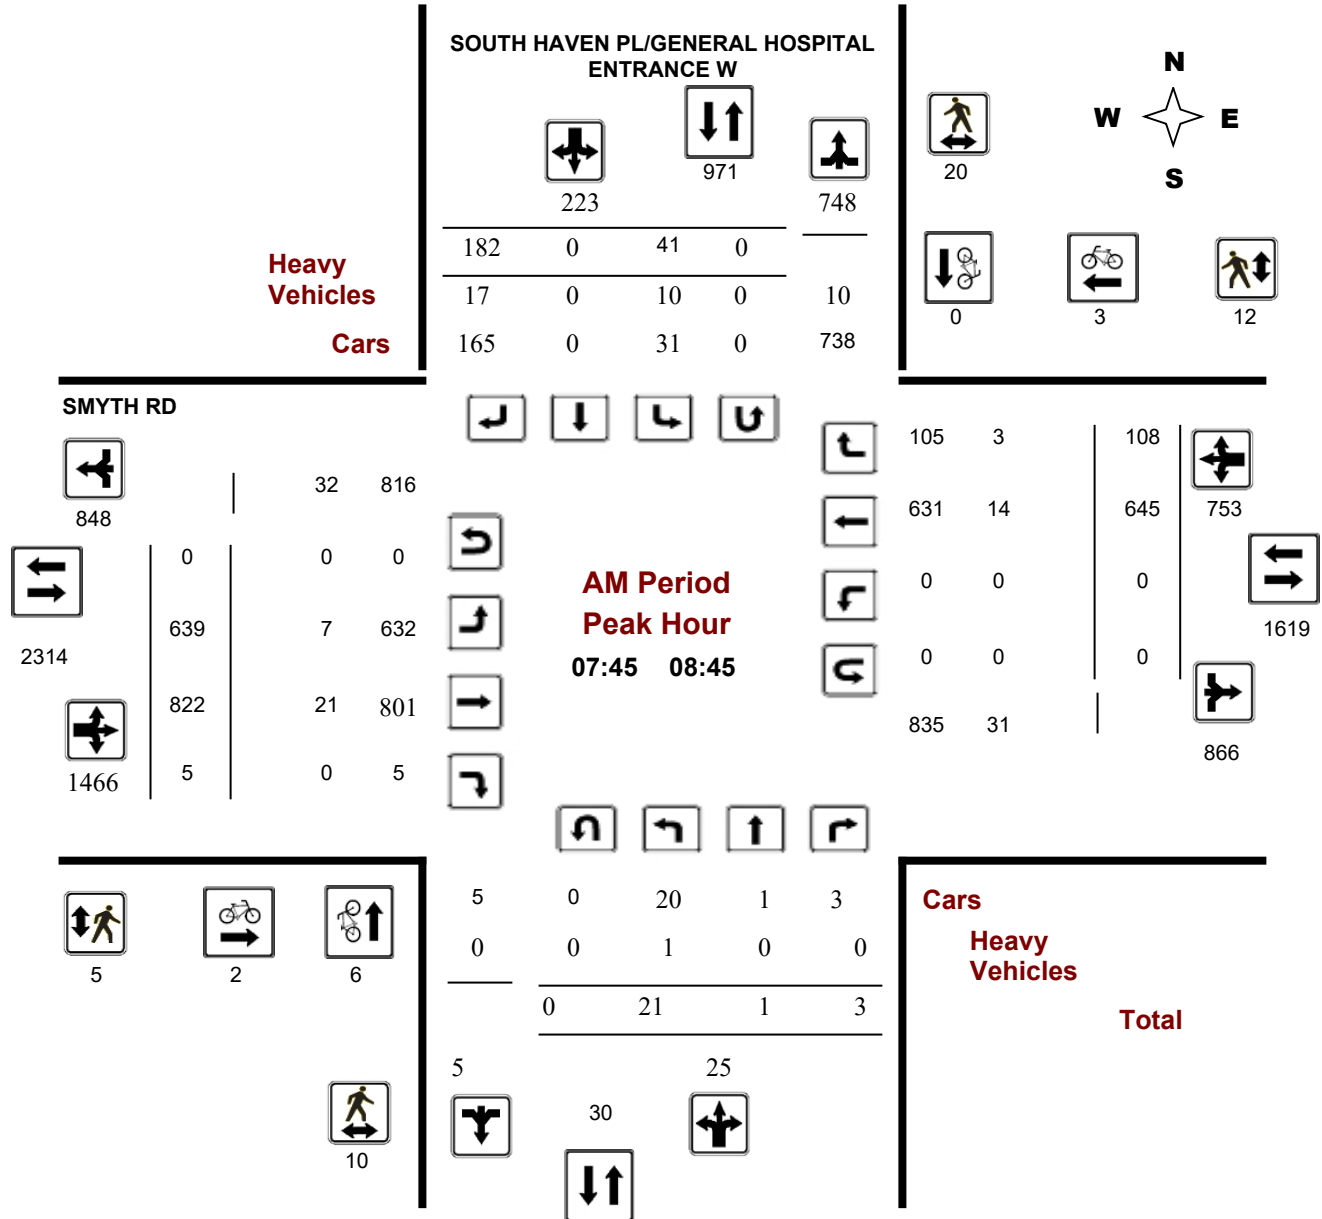 SOUTH HAVEN PL/GENERAL HOSPITAL
ENTRANCE W
N
W E
S
971
20
223 748
182 0 41 0
Heavy
Vehicles
17 0 10 0 10
0 3 12
Cars 165 0 31 0 738
SMYTH RD
105 3 108
32 816
848
631 14 645 753
0 0 0
0 0 0
AM Period
Peak Hour
07:45 08:45
639 7 632
2314
1619
0 0 0
822 21 801
835 31
866
1466 5 0 5
5 0 20 1 3
Cars
0 0 1 0 0
Heavy
Vehicles
5 2 6
0 21 1 3
Total
5 25
30
10